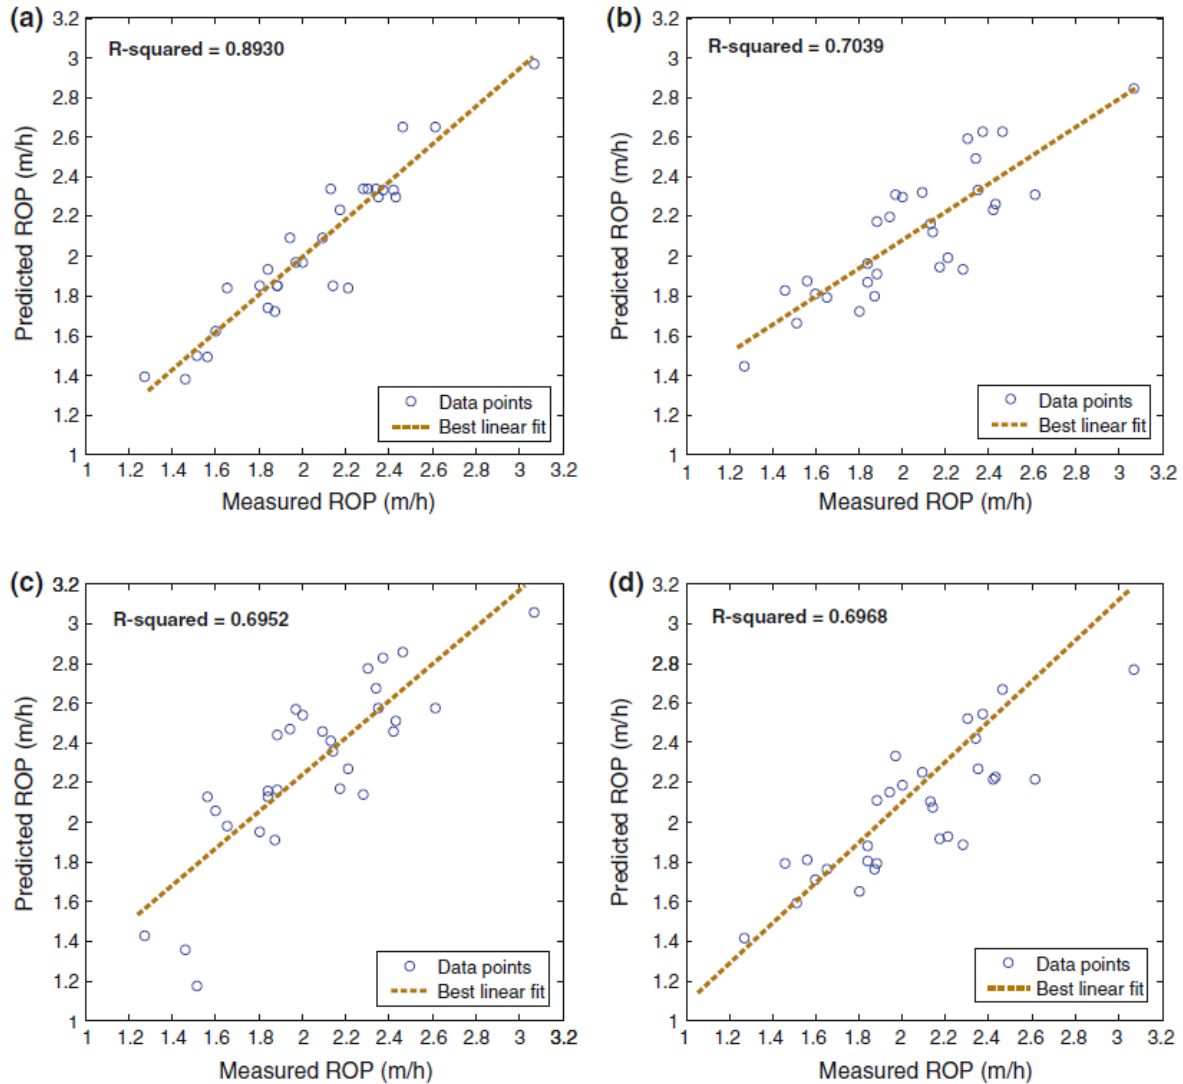 (a)
R-squared = 0.8930
3.2
3
2.8
2.6
2.4
2.2
2
1.8
1.6
1.4
1.2
1
Predicted ROP (m/h)
Data points
Best linear fit
1 1.2 1.4 1.6 1.8 2 2.2 2.4 2.6 2.8 3 3.2
Measured ROP (m/h)
(b)
R-squared = 0.7039
3.2
3
2.8
2.6
2.4
2.2
2
1.8
1.6
1.4
1.2
1
Predicted ROP (m/h)
Data points
Best linear fit
1 1.2 1.4 1.6 1.8 2 2.2 2.4 2.6 2.8 3 3.2
Measured ROP (m/h)
(c)
R-squared = 0.6952
3.2
3
2.8
2.6
2.4
2.2
2
1.8
1.6
1.4
1.2
1
Predicted ROP (m/h)
Data points
Best linear fit
1 1.2 1.4 1.6 1.8 2 2.2 2.4 2.6 2.8 3 3.2
Measured ROP (m/h)
(d)
R-squared = 0.6968
3.2
3
2.8
2.6
2.4
2.2
2
1.8
1.6
1.4
1.2
1
Predicted ROP (m/h)
Data points
Best linear fit
1 1.2 1.4 1.6 1.8 2 2.2 2.4 2.6 2.8 3 3.2
Measured ROP (m/h)